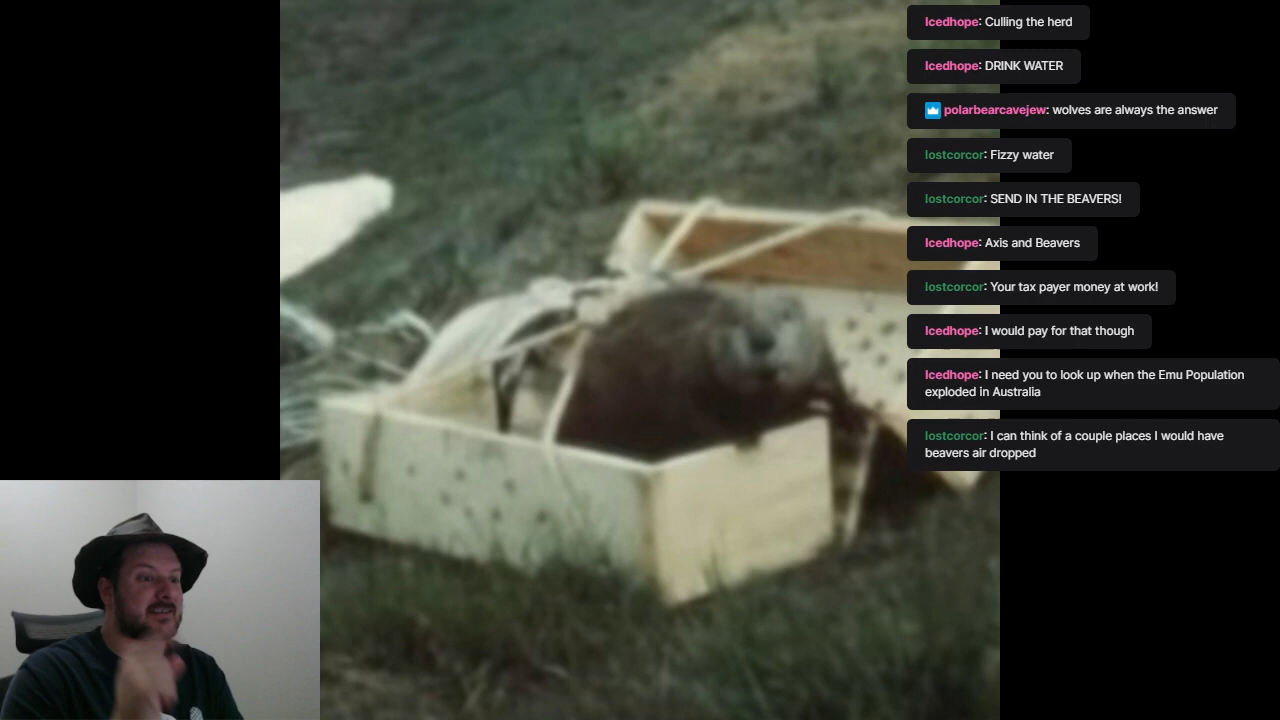 Icedhope: Culling the herd
Icedhope: DRINK WATER
polarbearcavejew: wolves are always the answer
lostcorcor: Fizzy water
lostcorcor: SEND IN THE BEAVERS!
Icedhope: Axis and Beavers
lostcorcor: Your tax payer money at work!
Icedhope: I would pay for that though
Icedhope: I need you to look up when the Emu Population
exploded in Australia
lostcorcor: I can think of a couple places I would have
beavers air dropped